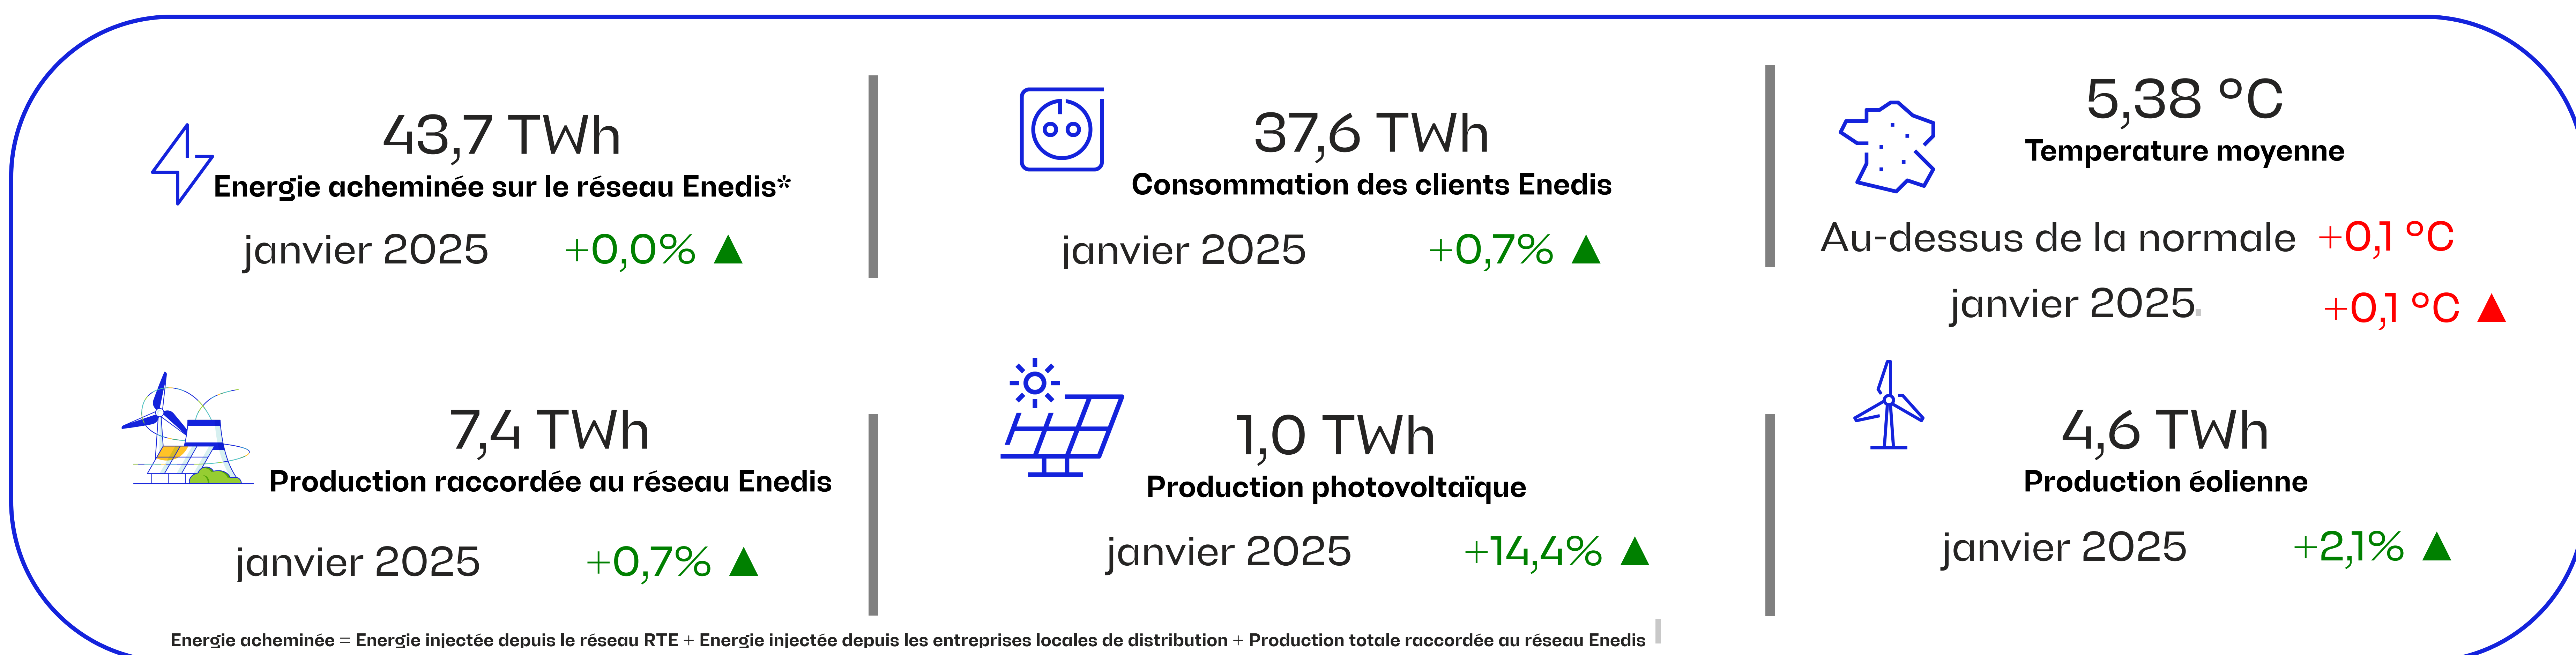 43,7 TWh
Energie acheminée sur le réseau Enedis*
janvier 2025 +0,0% ▲
37,6 TWh
Consommation des clients Enedis
janvier 2025 +0,7% ▲
5,38 °C
Temperature moyenne
Au-dessus de la normale +0,1 °C
janvier 2025 +0,1 °C ▲
7,4 TWh
Production raccordée au réseau Enedis
janvier 2025 +0,7% ▲
1,0 TWh
Production photovoltaïque
janvier 2025 +14,4% ▲
4,6 TWh
Production éolienne
janvier 2025 +2,1% ▲
Energie acheminée = Energie injectée depuis le réseau RTE + Energie injectée depuis les entreprises locales de distribution + Production totale raccordée au réseau Enedis